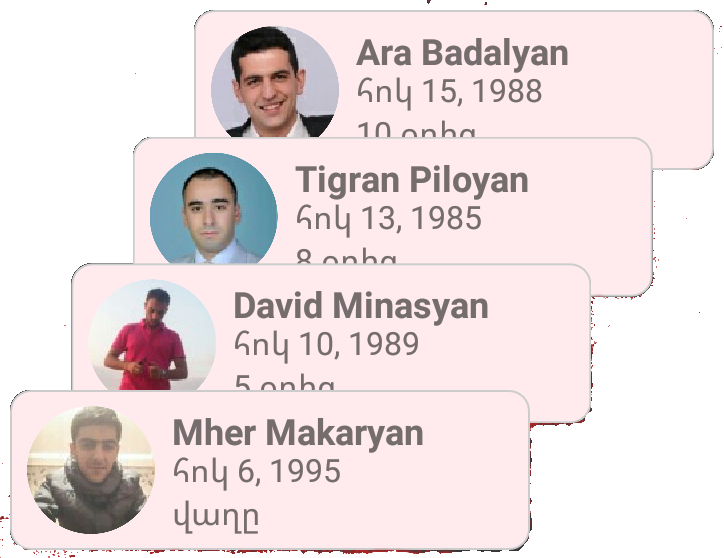 Ara Badalyan
հոկ 15, 1988
10 օրից
Tigran Piloyan
հոկ 13, 1985
8 օրից
David Minasyan
հոկ 10, 1989
5 օրից
Mher Makaryan
հոկ 6, 1995
վաղը